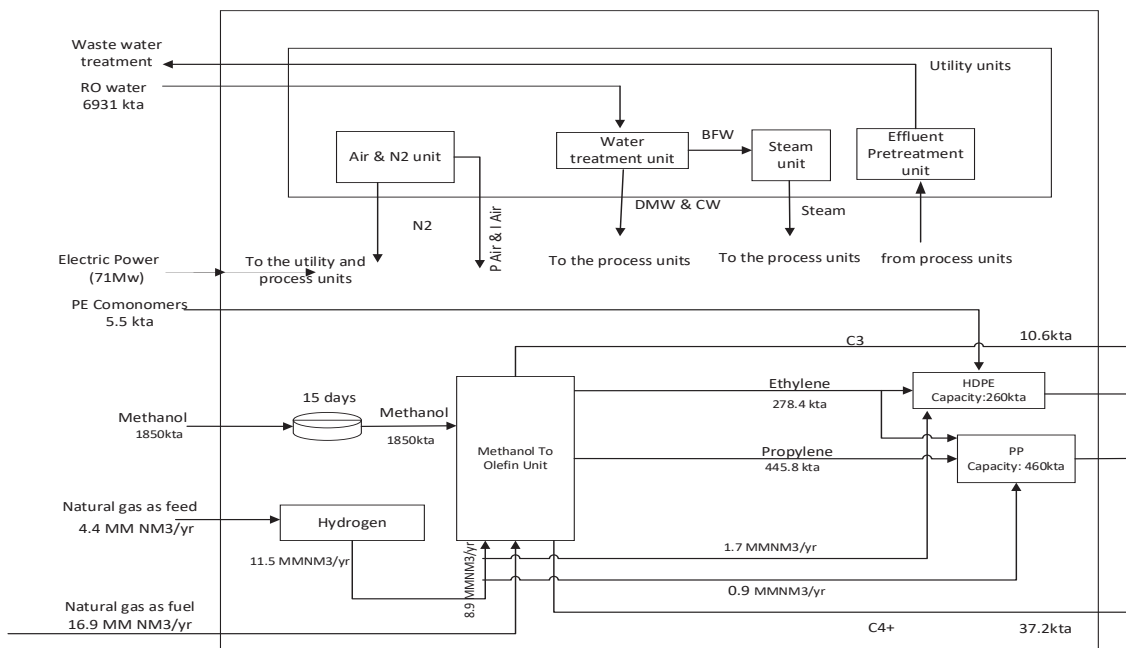 Waste water
treatment
Utility units
RO water
6931 kta
Air & N2 unit
Water
treatment unit
BFW
Steam
unit
Effluent
Pretreatment
unit
DMW & CW
Steam
N2
P Air & I Air
Electric Power
(71Mw)
To the utility and
process units
To the process units
To the process units
from process units
PE Comonomers
5.5 kta
C3
10.6kta
Methanol
1850kta
15 days
Methanol
1850kta
Methanol To
Olefin Unit
Ethylene
278.4 kta
HDPE
Capacity:260kta
Propylene
445.8 kta
PP
Capacity: 460kta
Natural gas as feed
4.4 MM NM3/yr
Hydrogen
11.5 MMNM3/yr
8.9 MMNM3/yr
1.7 MMNM3/yr
0.9 MMNM3/yr
Natural gas as fuel
16.9 MM NM3/yr
C4+
37.2kta